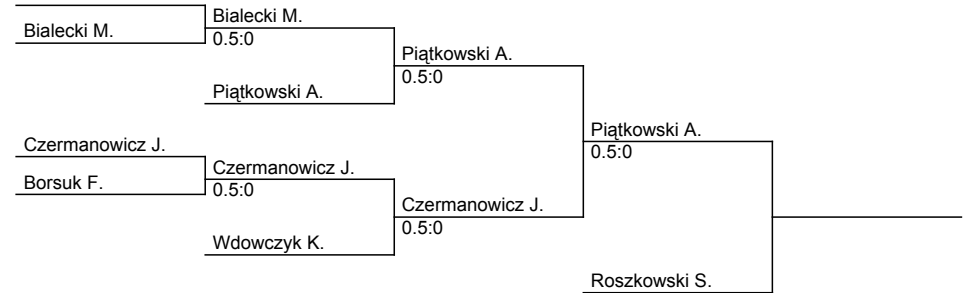 Bialecki M.
Bialecki M.
0.5:0
Piątkowski A.
0.5:0
Piątkowski A.
Piątkowski A.
0.5:0
Czermanowicz J.
Czermanowicz J.
0.5:0
Borsuk F.
Czermanowicz J.
0.5:0
Wdowczyk K.
Roszkowski S.